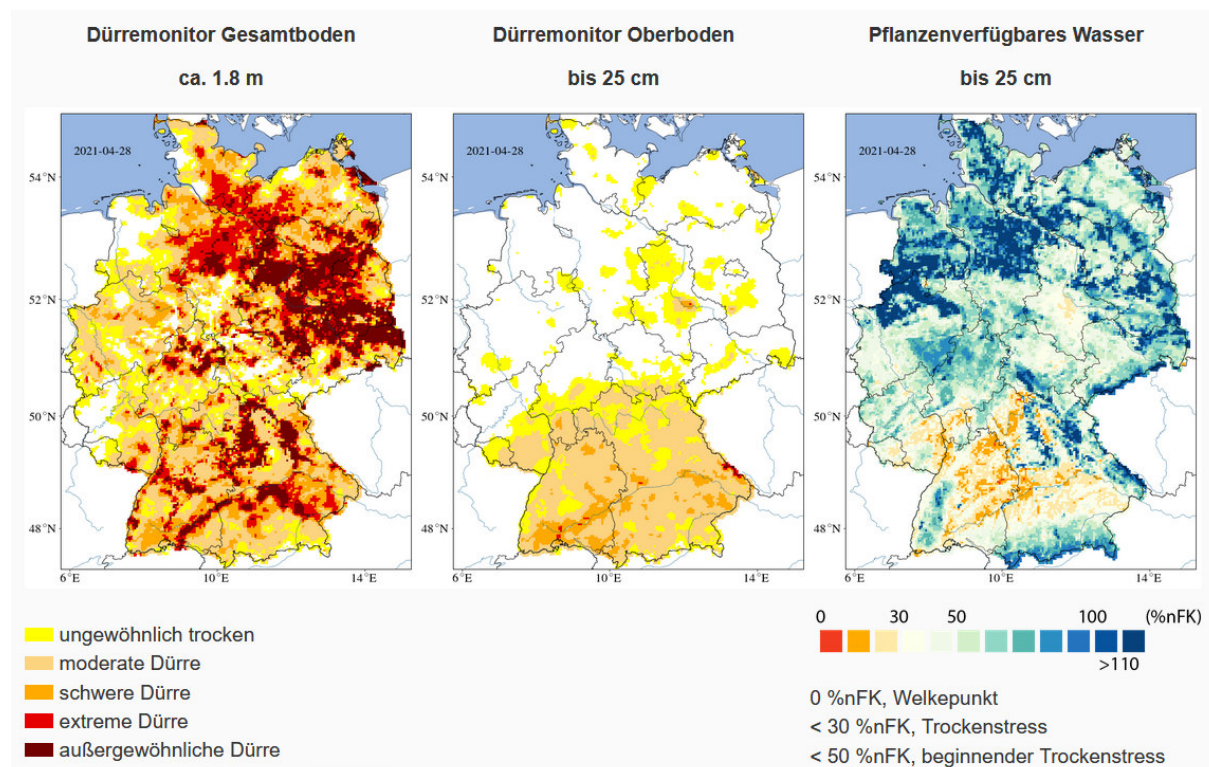 Dürremonitor Gesamtboden
ca. 1.8 m
Dürremonitor Oberboden
bis 25 cm
Pflanzenverfügbares Wasser
bis 25 cm
2021-04-28
54°N
52°N
50°N
48°N
6°E
10°E
14°E
2021-04-28
54°N
52°N
50°N
48°N
6°E
10°E
14°E
2021-04-28
54°N
52°N
50°N
48°N
6°E
10°E
14°E
ungewöhnlich trocken
moderate Dürre
schwere Dürre
extreme Dürre
außergewöhnliche Dürre
0 30 50 100 (%nFK)
>110
0 %nFK, Welkepunkt
< 30 %nFK, Trockenstress
< 50 %nFK, beginnender Trockenstress